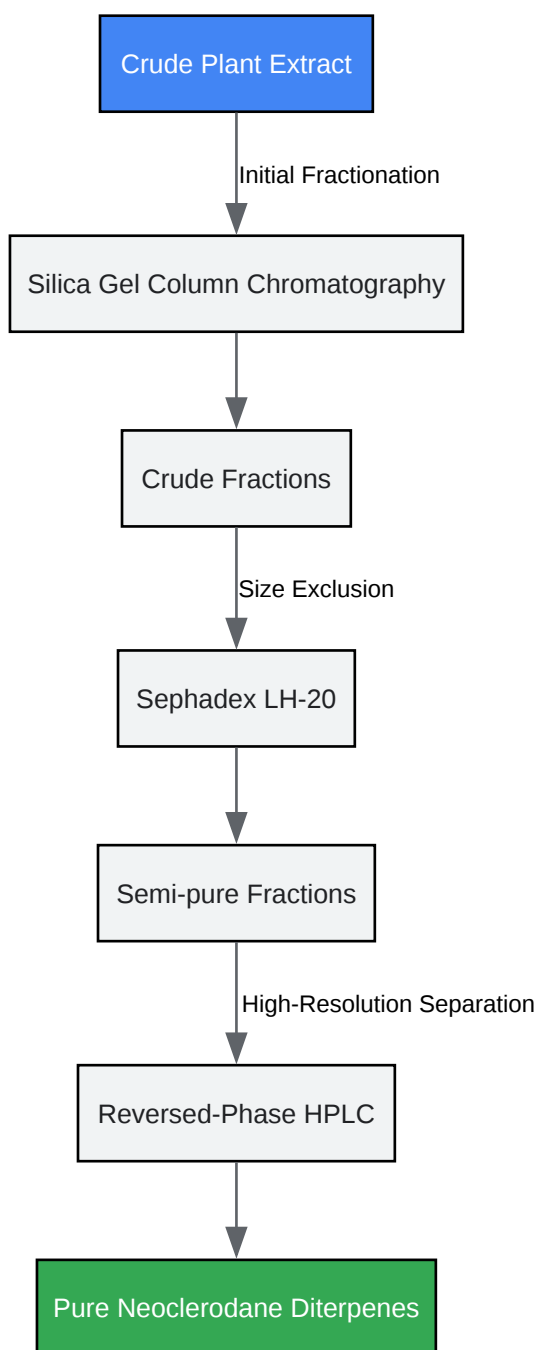 Crude Plant Extract
Initial Fractionation
Silica Gel Column Chromatography
Crude Fractions
Size Exclusion
Sephadex LH-20
Semi-pure Fractions
High-Resolution Separation
Reversed-Phase HPLC
Pure Neoclerodane Diterpenes